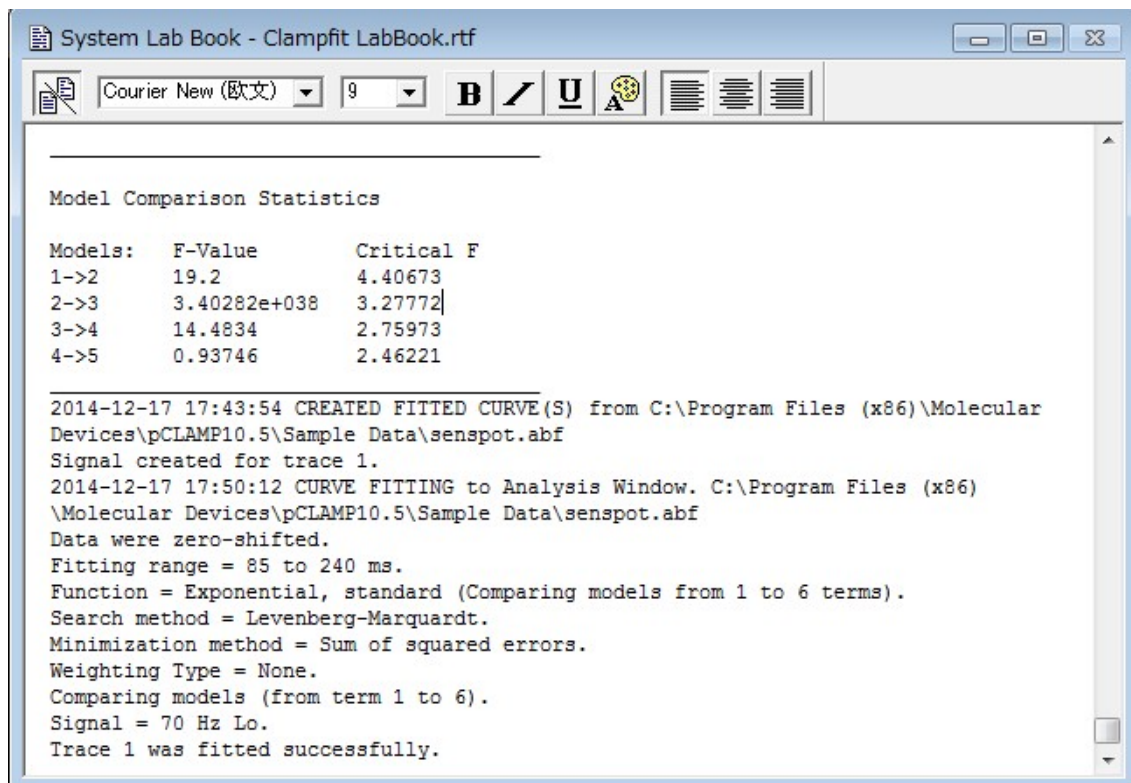 System Lab Book - Clampfit LabBook.rtf
Courier New (欧文) 9 B I U A
Model Comparison Statistics
Models: F-Value Critical F
1->2 19.2 4.40673
2->3 3.40282e+038 3.27772
3->4 14.4834 2.75973
4->5 0.93746 2.46221
2014-12-17 17:43:54 CREATED FITTED CURVE(S) from C:\Program Files (x86)\Molecular
Devices\pCLAMP10.5\Sample Data\senspot.abf
Signal created for trace 1.
2014-12-17 17:50:12 CURVE FITTING to Analysis Window. C:\Program Files (x86)
\Molecular Devices\pCLAMP10.5\Sample Data\senspot.abf
Data were zero-shifted.
Fitting range = 85 to 240 ms.
Function = Exponential, standard (Comparing models from 1 to 6 terms).
Search method = Levenberg-Marquardt.
Minimization method = Sum of squared errors.
Weighting Type = None.
Comparing models (from term 1 to 6).
Signal = 70 Hz Lo.
Trace 1 was fitted successfully.